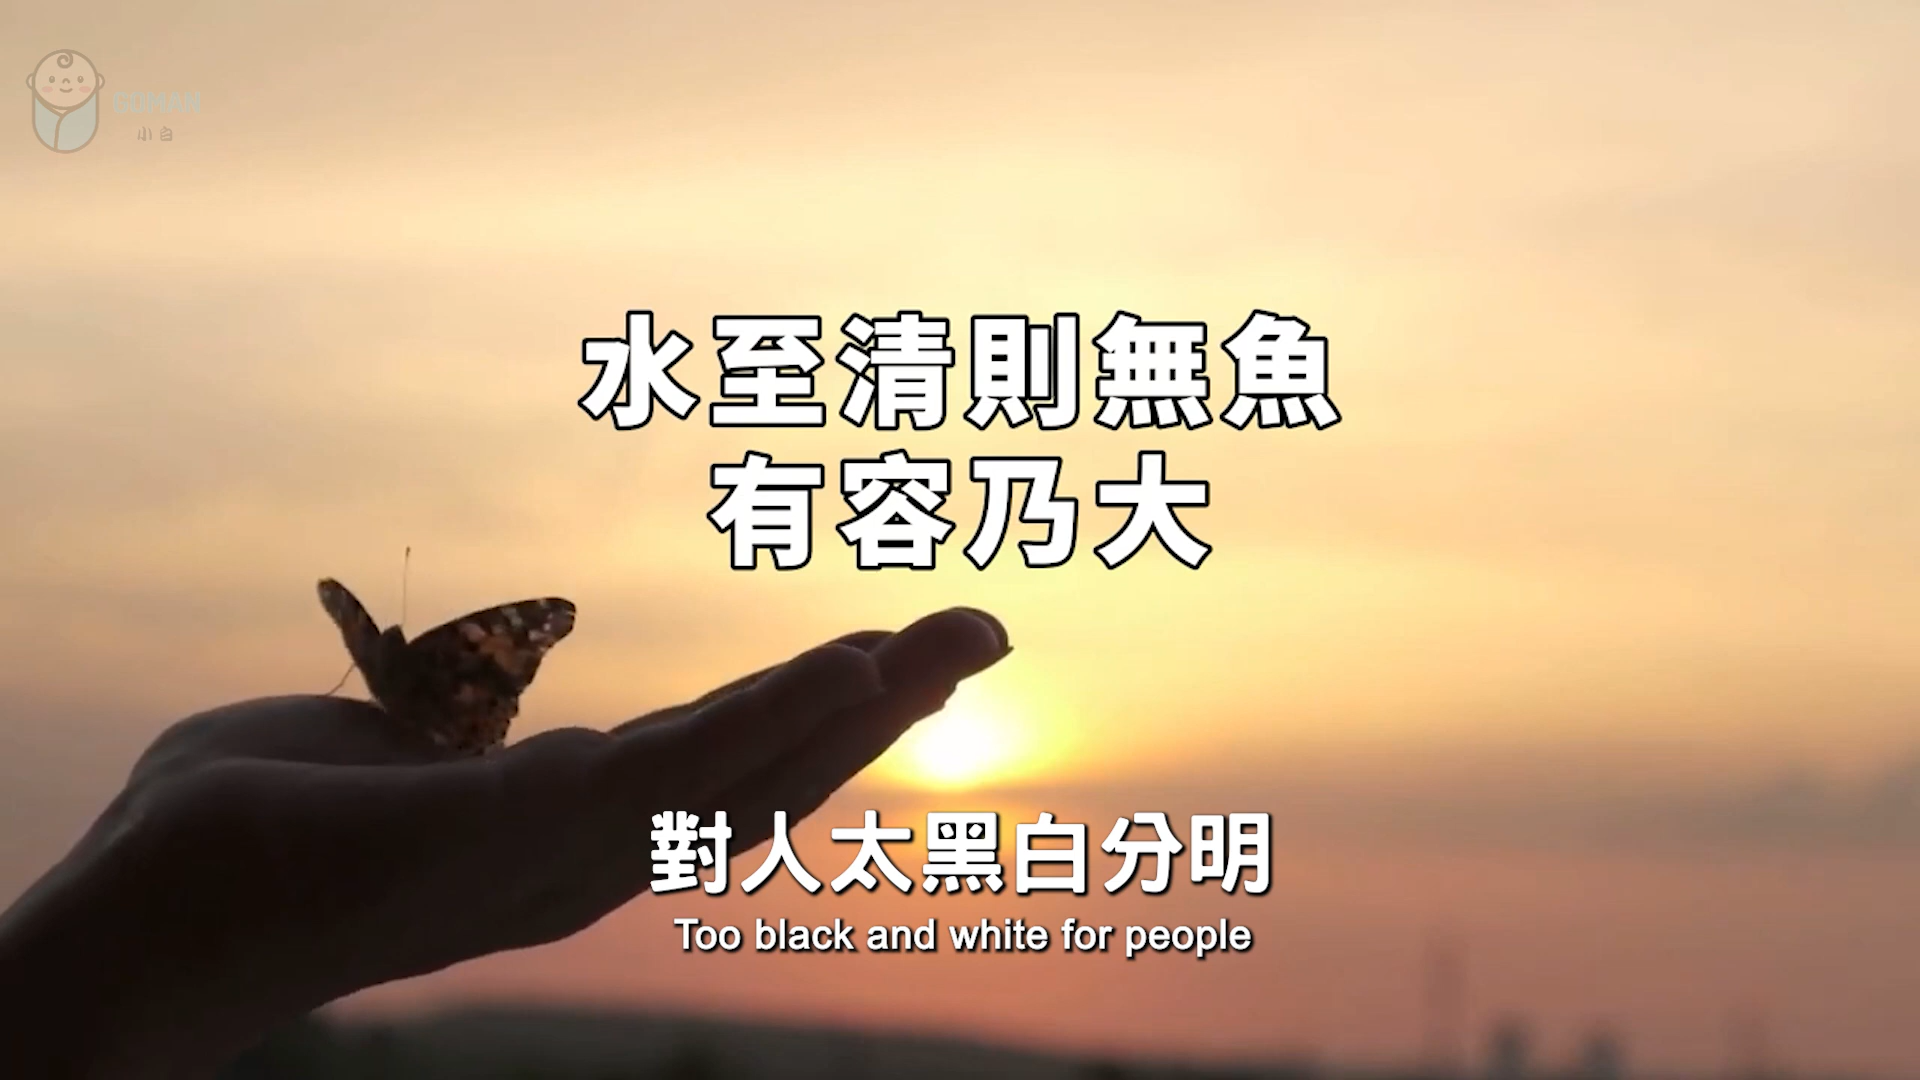 GOMAN
小白
水至清則無魚
有容乃大
對人太黑白分明
Too black and white for people